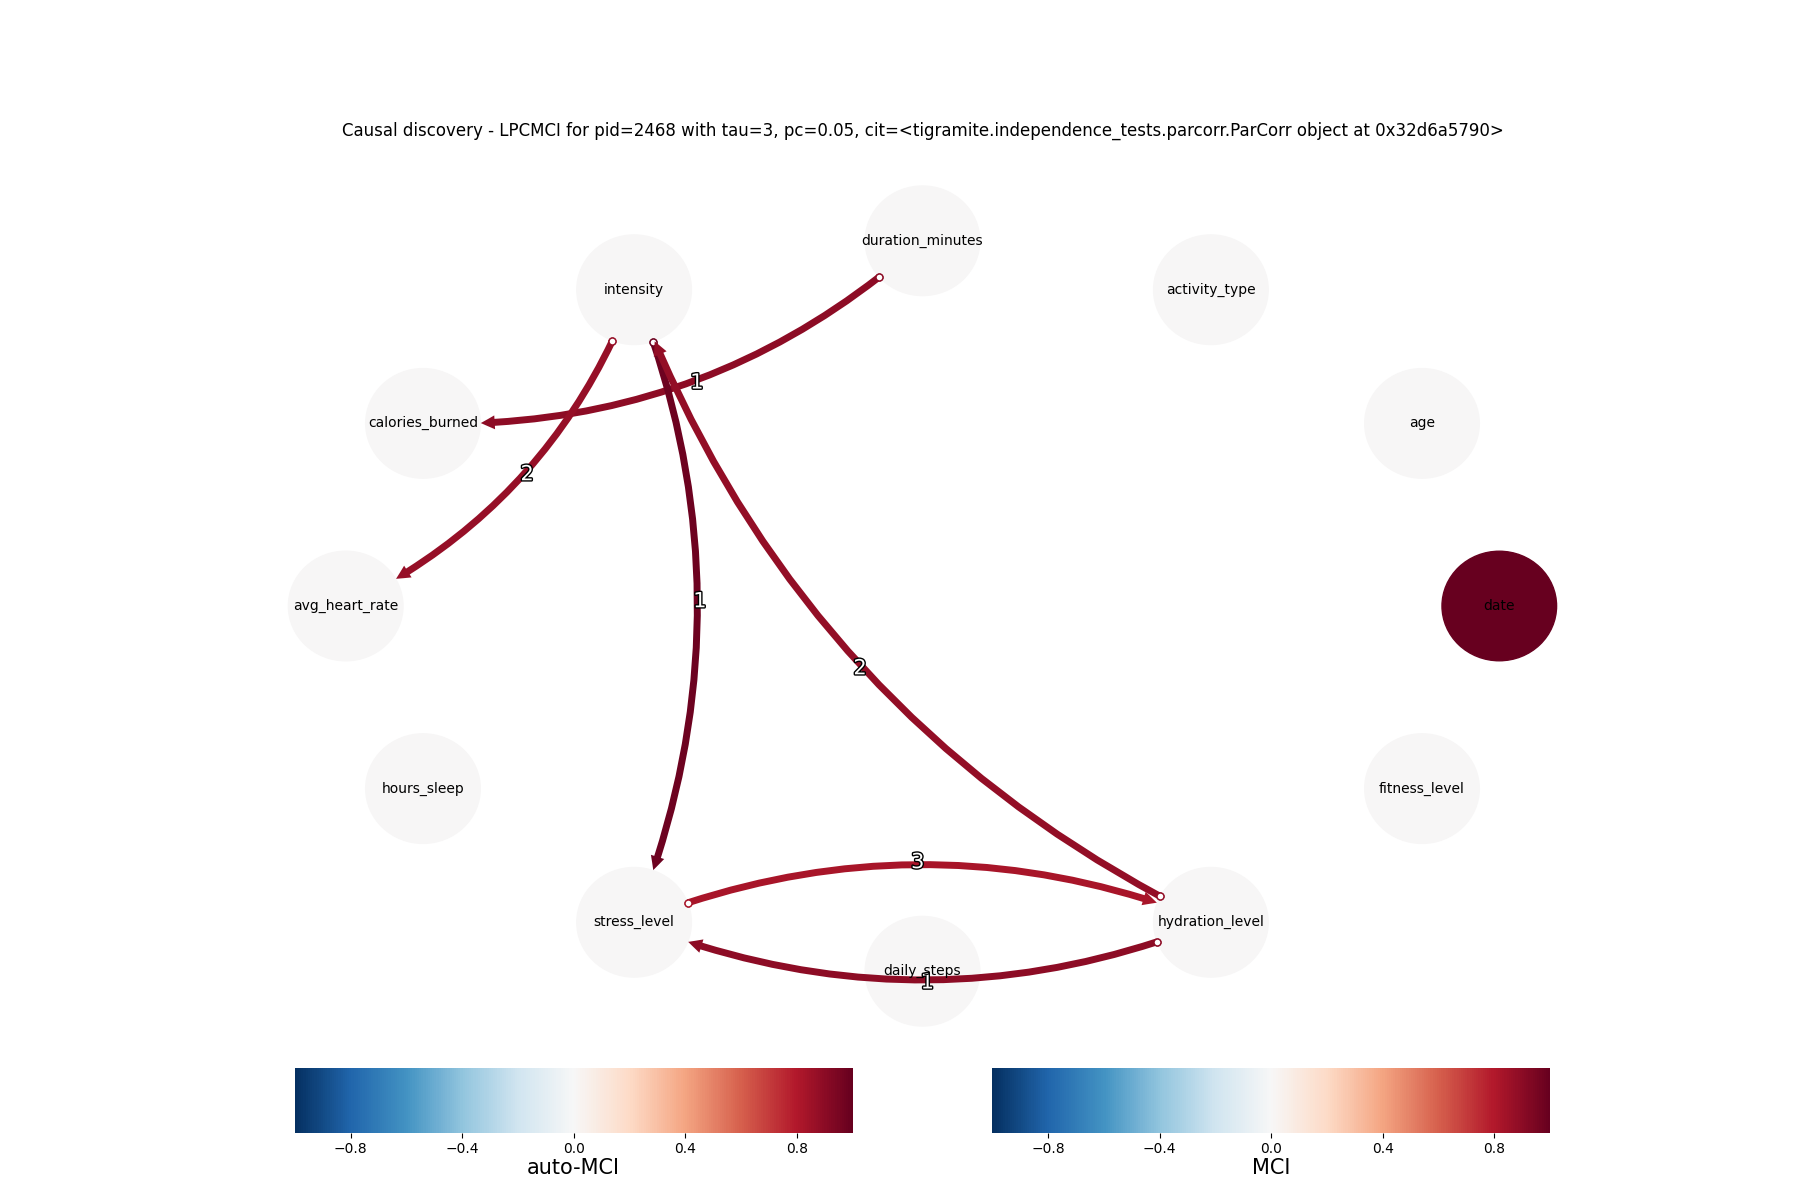 Causal discovery - LPCMCI for pid=2468 with tau=3, pc=0.05, cit=<tigramite.independence_tests.parcorr.ParCorr object at 0x32d6a5790>
duration_minutes
intensity
activity_type
1
calories_burned
age
2
avg_heart_rate
1
date
2
hours_sleep
fitness_level
3
stress_level
hydration_level
daily_steps
1
−0.8 −0.4 0.0 0.4 0.8
auto-MCI
−0.8 −0.4 0.0 0.4 0.8
MCI